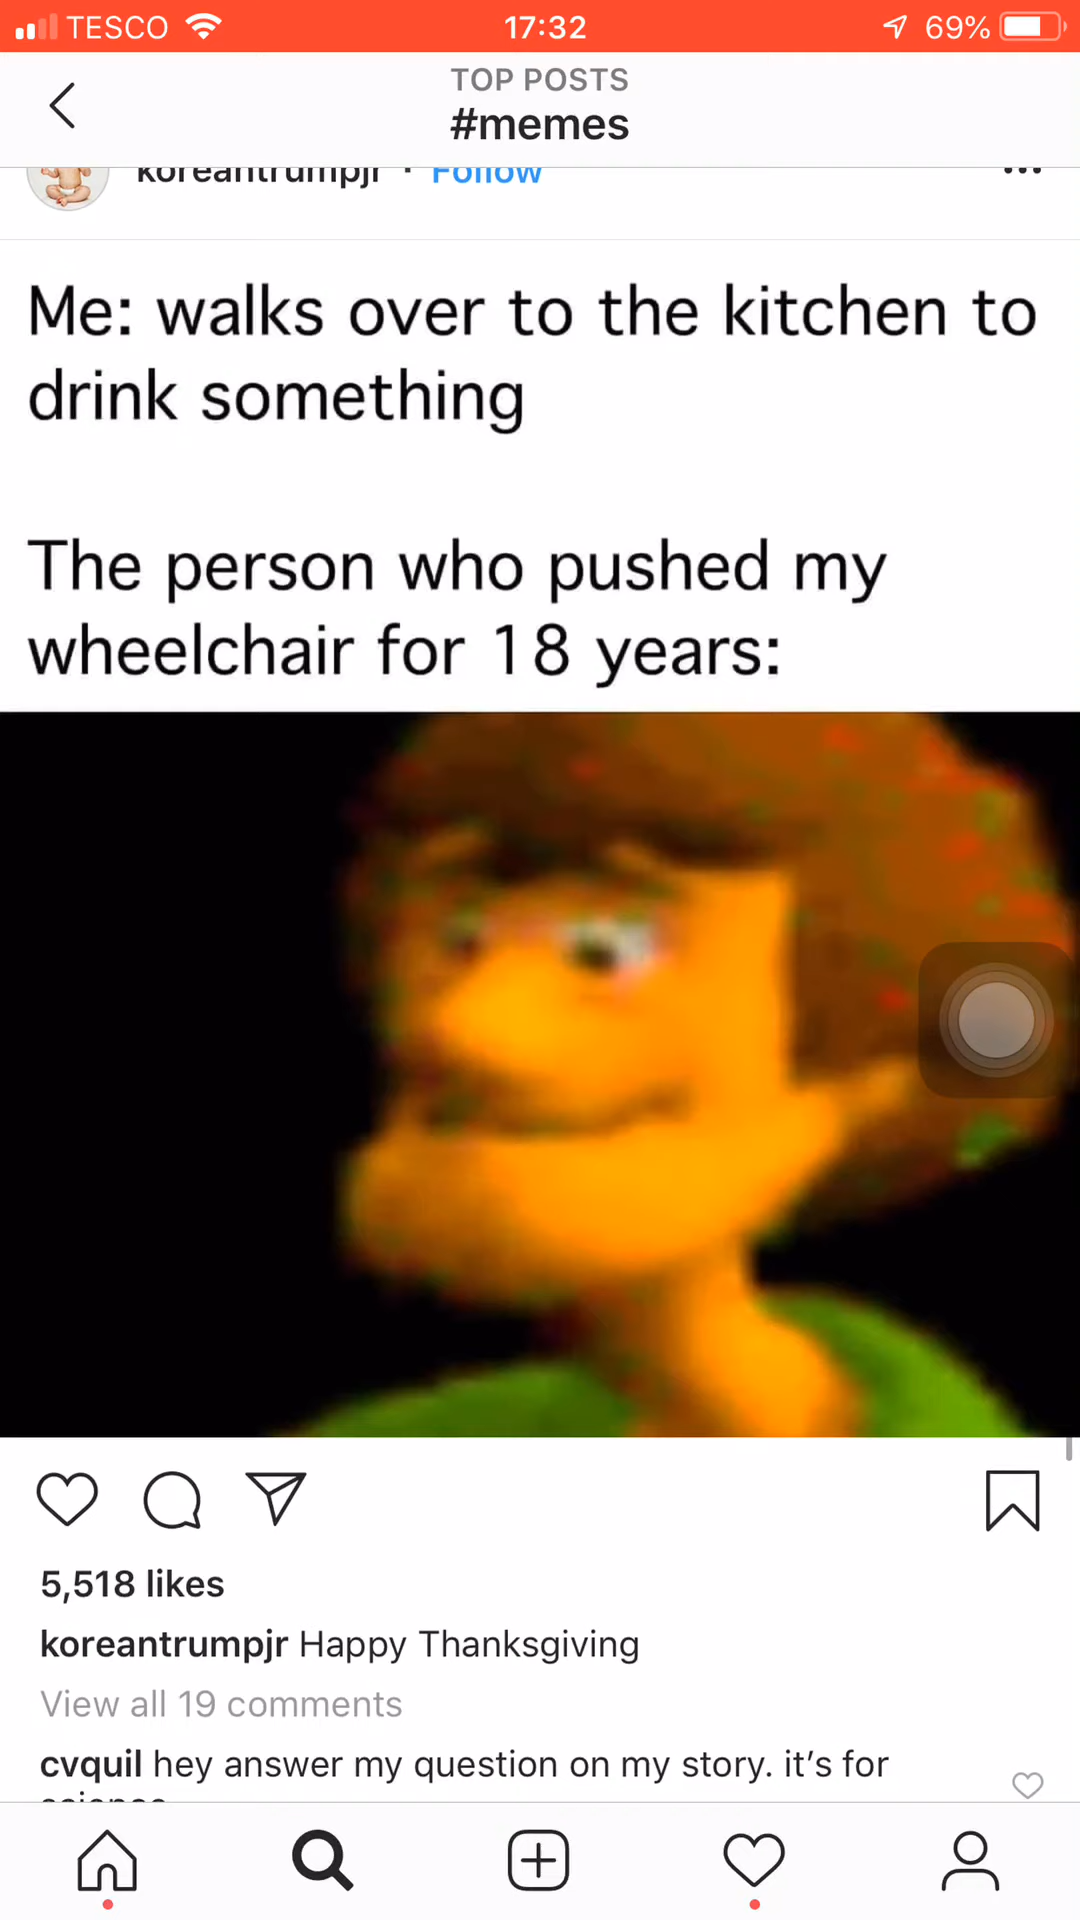 TESCO
17:32
69%
TOP POSTS
#memes
koreantrumpjr · Follow
Me: walks over to the kitchen to
drink something
The person who pushed my
wheelchair for 18 years:
5,518 likes
koreantrumpjr Happy Thanksgiving
View all 19 comments
cvquil hey answer my question on my story. it’s for
science